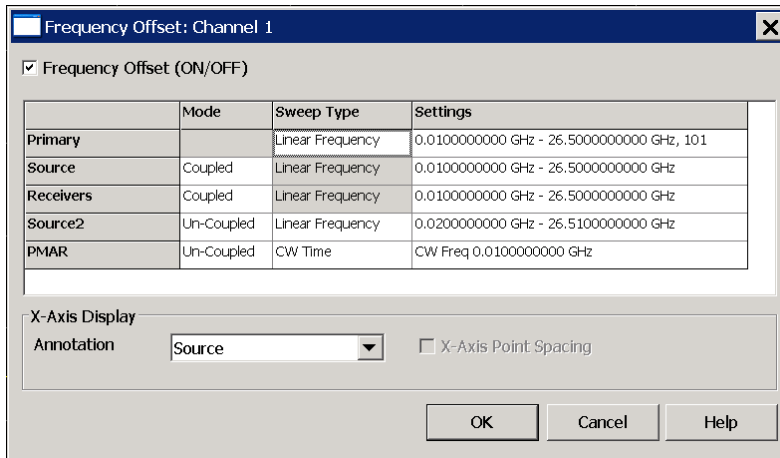 Frequency Offset: Channel 1
Frequency Offset (ON/OFF)
Mode Sweep Type Settings
Primary Linear Frequency 0.0100000000 GHz - 26.5000000000 GHz, 101
Source Coupled Linear Frequency 0.0100000000 GHz - 26.5000000000 GHz
Receivers Coupled Linear Frequency 0.0100000000 GHz - 26.5000000000 GHz
Source2 Un-Coupled Linear Frequency 0.0200000000 GHz - 26.5100000000 GHz
PMAR Un-Coupled CW Time CW Freq 0.0100000000 GHz
X-Axis Display
Annotation Source X-Axis Point Spacing
OK Cancel Help